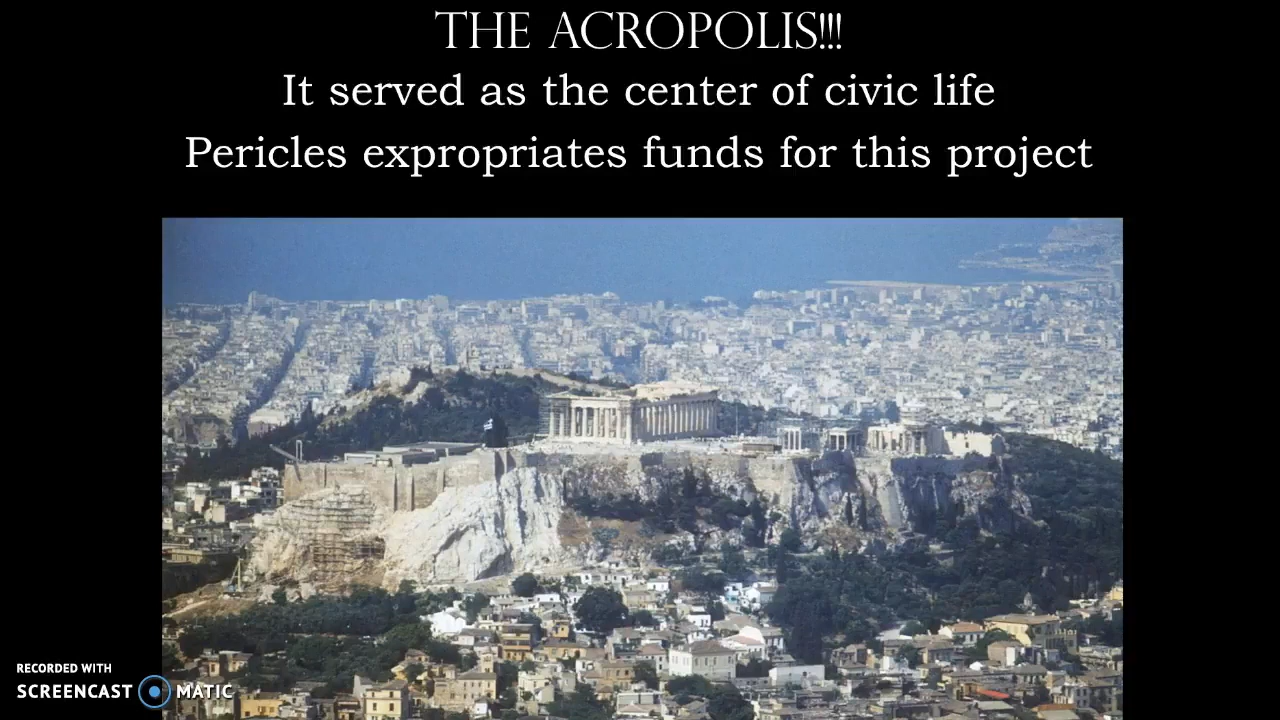 THE ACROPOLIS!!!
It served as the center of civic life
Pericles expropriates funds for this project
RECORDED WITH
SCREENCAST MATIC